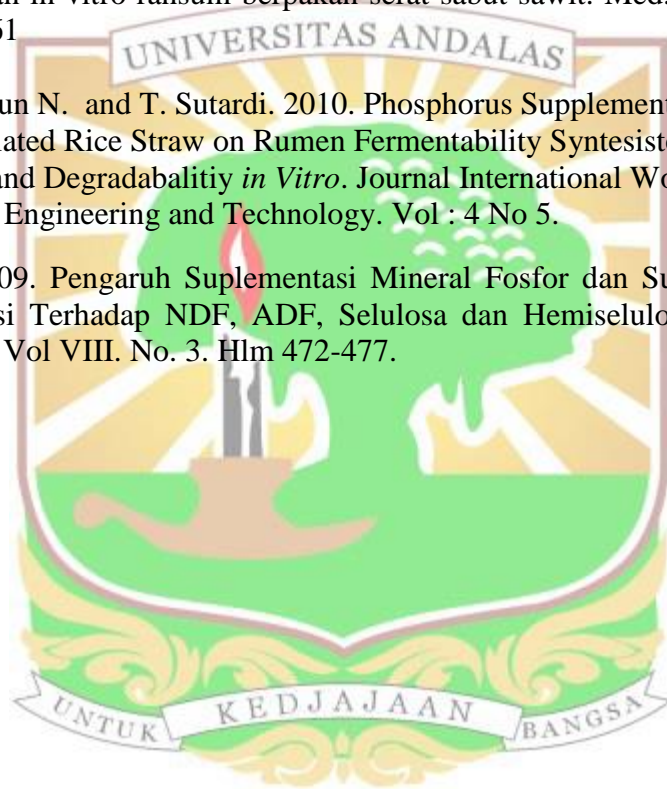 an in vitro ransum berpakan serat sabut sawit. Med.
51
UNIVERSITAS ANDALAS
un N. and T. Sutardi. 2010. Phosphorus Supplement
iated Rice Straw on Rumen Fermentability Syntesist
and Degradabalitiy in Vitro. Journal International Wo
Engineering and Technology. Vol : 4 No 5.
09. Pengaruh Suplementasi Mineral Fosfor dan Su
si Terhadap NDF, ADF, Selulosa dan Hemiselulo
Vol VIII. No. 3. Hlm 472-477.
UNTUK KEDJAJAAN BANGSA